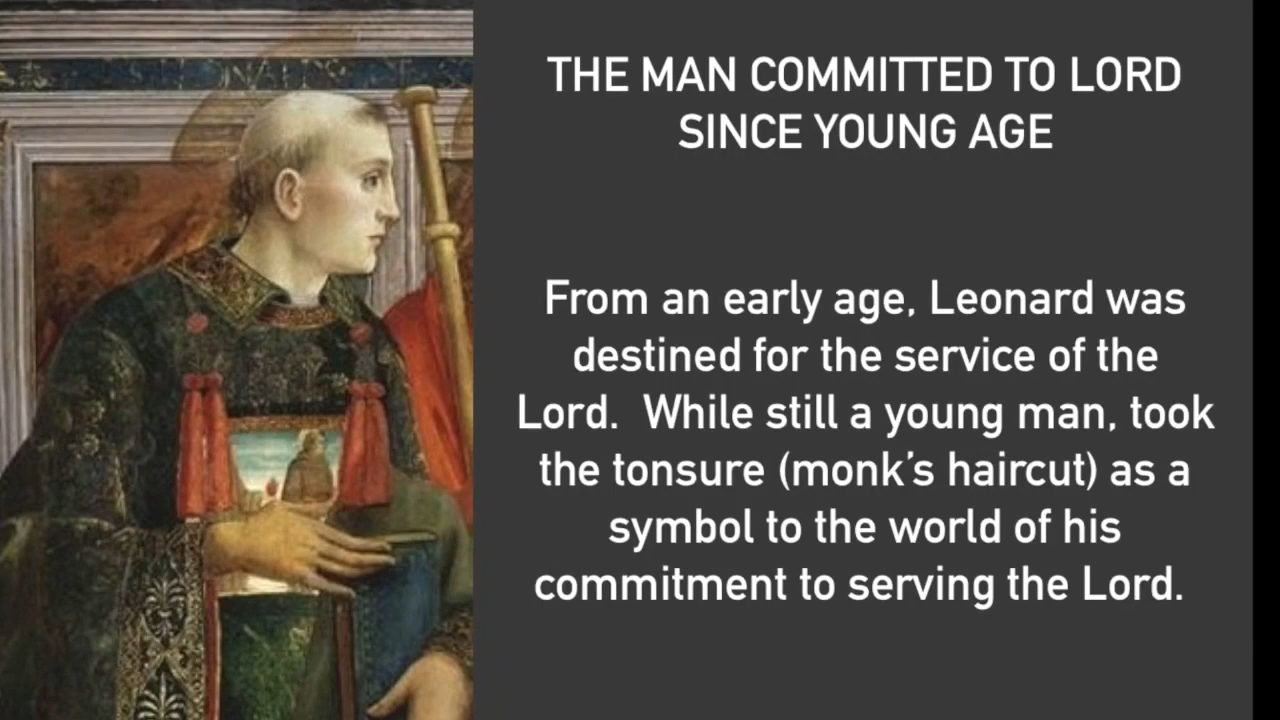 THE MAN COMMITTED TO LORD
SINCE YOUNG AGE
From an early age, Leonard was
destined for the service of the
Lord.  While still a young man, took
the tonsure (monk’s haircut) as a
symbol to the world of his
commitment to serving the Lord.